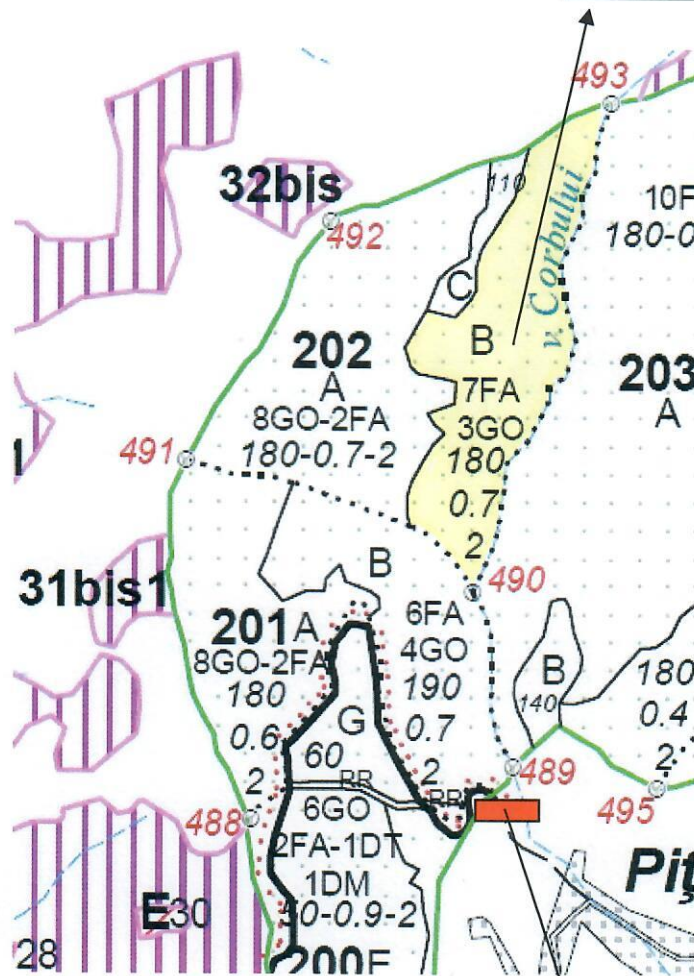 493
32bis
492
110
10F
180-0
v. Corbului
C
202
A
8GO-2FA
180-0.7-2
B
7FA
3GO
180
0.7
2
203
A
491
490
31bis1
B
201 A
8GO-2FA
180
0.6
2
6FA
4GO
190
0.7
2
B
140
180
0.4
2
G
60
RR
RR
489
495
488
6GO
2FA-1DT
1DM
50-0.9-2
E30
28
200F
Piț